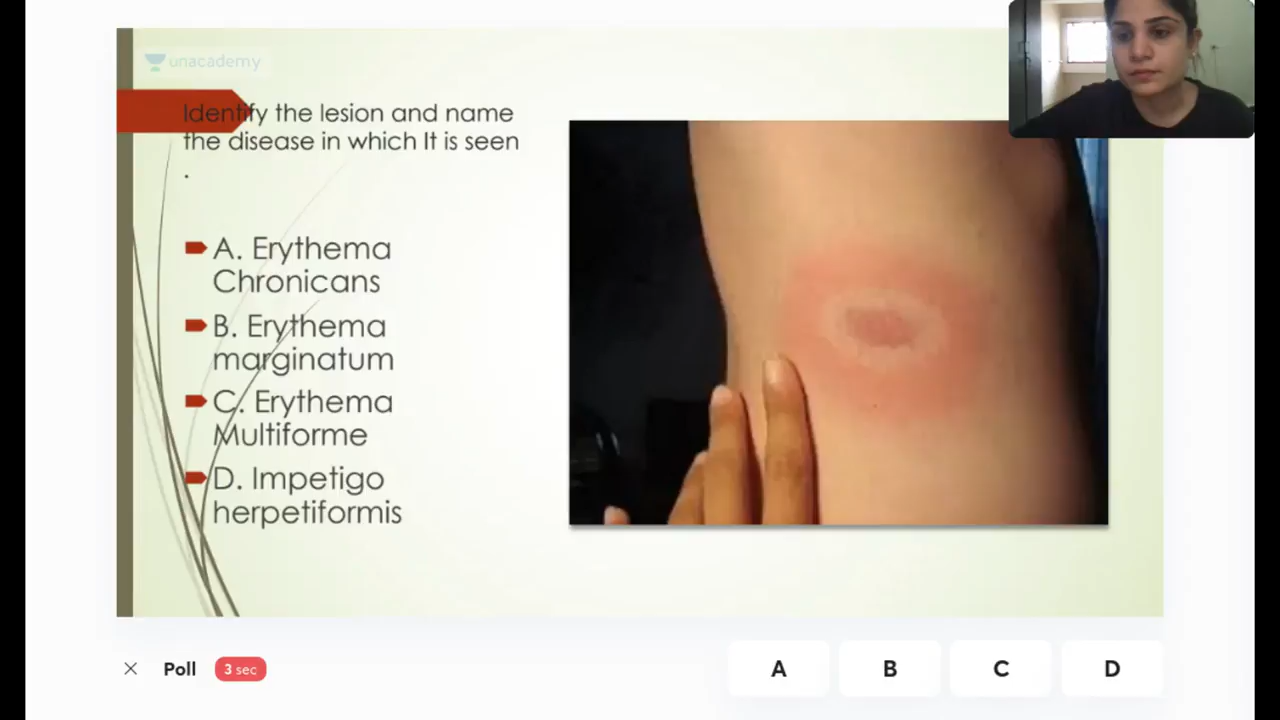 unacademy
Identify the lesion and name
the disease in which It is seen
.
A. Erythema
Chronicans
B. Erythema
marginatum
C. Erythema
Multiforme
D. Impetigo
herpetiformis
Poll
3 sec
A
B
C
D